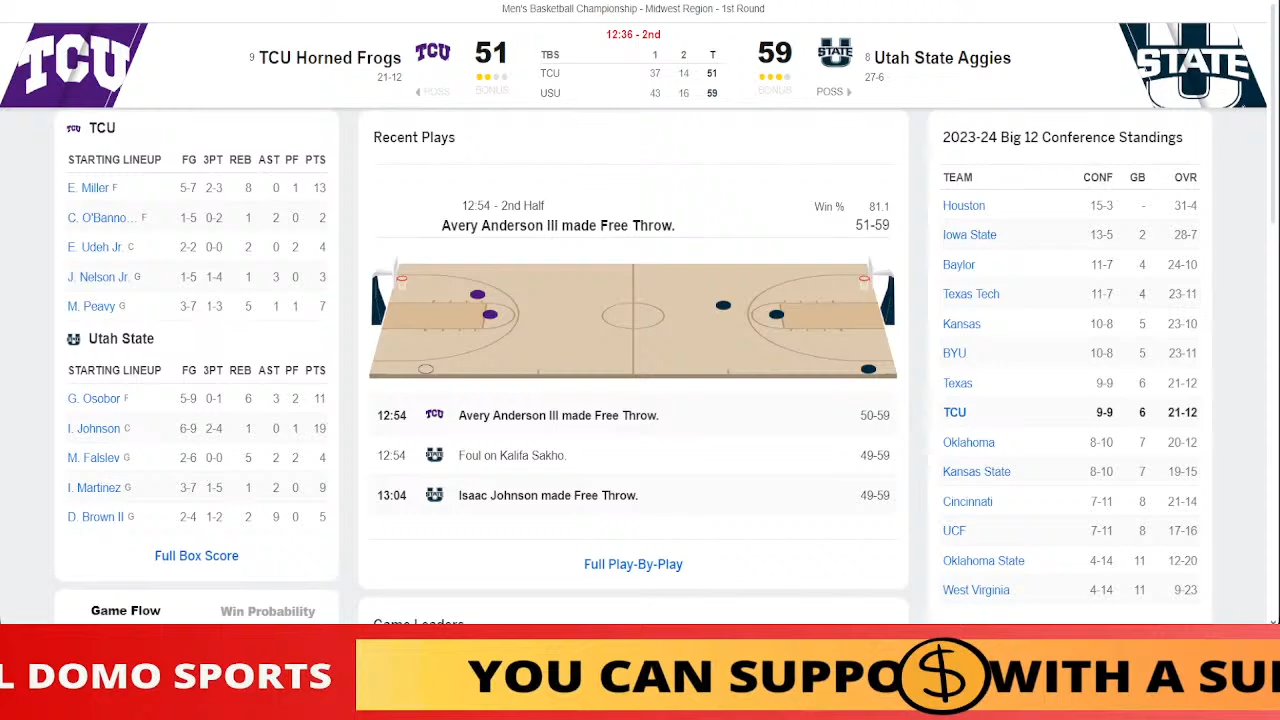 Men's Basketball Championship - Midwest Region - 1st Round
TCU
9 TCU Horned Frogs
21-12
TCU
51
BONUS
POSS
12:36 - 2nd
TBS 1 2 T
TCU 37 14 51
USU 43 16 59
59
BONUS
STATE
8 Utah State Aggies
27-6
POSS
STATE
TCU TCU
STARTING LINEUP FG 3PT REB AST PF PTS
E. Miller F 5-7 2-3 8 0 1 13
C. O'Banno... F 1-5 0-2 1 2 0 2
E. Udeh Jr. C 2-2 0-0 2 0 2 4
J. Nelson Jr. G 1-5 1-4 1 3 0 3
M. Peavy G 3-7 1-3 5 1 1 7
Utah State
STARTING LINEUP FG 3PT REB AST PF PTS
G. Osobor F 5-9 0-1 6 3 2 11
I. Johnson C 6-9 2-4 1 0 1 19
M. Falslev G 2-6 0-0 5 2 2 4
I. Martinez G 3-7 1-5 1 2 0 9
D. Brown II G 2-4 1-2 2 9 0 5
Full Box Score
Game Flow Win Probability
Recent Plays
12:54 - 2nd Half Win % 81.1
Avery Anderson III made Free Throw. 51-59
12:54 TCU Avery Anderson III made Free Throw. 50-59
12:54 STATE Foul on Kalifa Sakho. 49-59
13:04 STATE Isaac Johnson made Free Throw. 49-59
Full Play-By-Play
Game Leaders
2023-24 Big 12 Conference Standings
TEAM CONF GB OVR
Houston 15-3 - 31-4
Iowa State 13-5 2 28-7
Baylor 11-7 4 24-10
Texas Tech 11-7 4 23-11
Kansas 10-8 5 23-10
BYU 10-8 5 23-11
Texas 9-9 6 21-12
TCU 9-9 6 21-12
Oklahoma 8-10 7 20-12
Kansas State 8-10 7 19-15
Cincinnati 7-11 8 21-14
UCF 7-11 8 17-16
Oklahoma State 4-14 11 12-20
West Virginia 4-14 11 9-23
L DOMO SPORTS
YOU CAN SUPPO $ WITH A SU